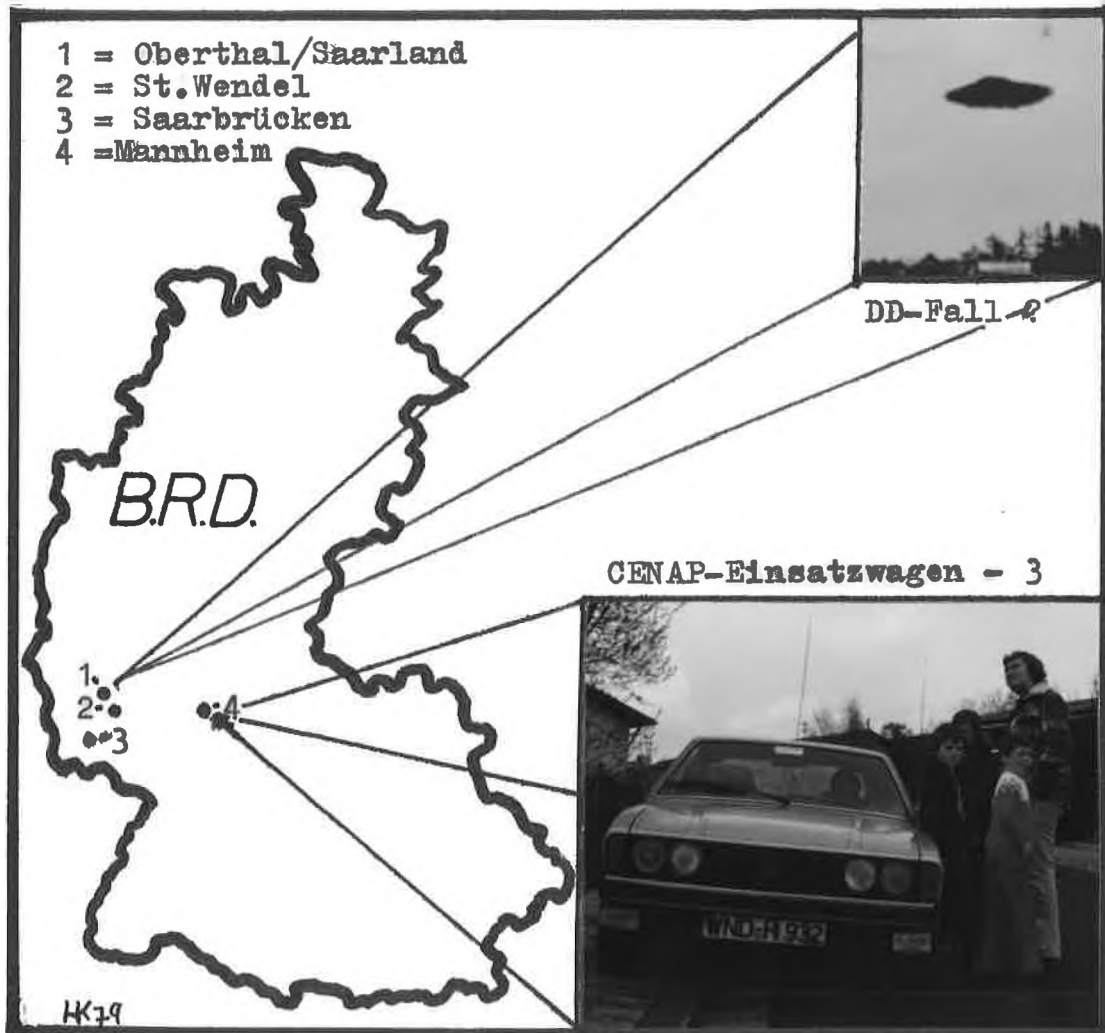 1 = Oberthal/Saarland
2 = St.Wendel
3 = Saarbrücken
4 =Mannheim
DD-Fall ?
B.R.D.
CENAP-Einsatzwagen - 3
1
2
3
4
WND-H 932
HK79